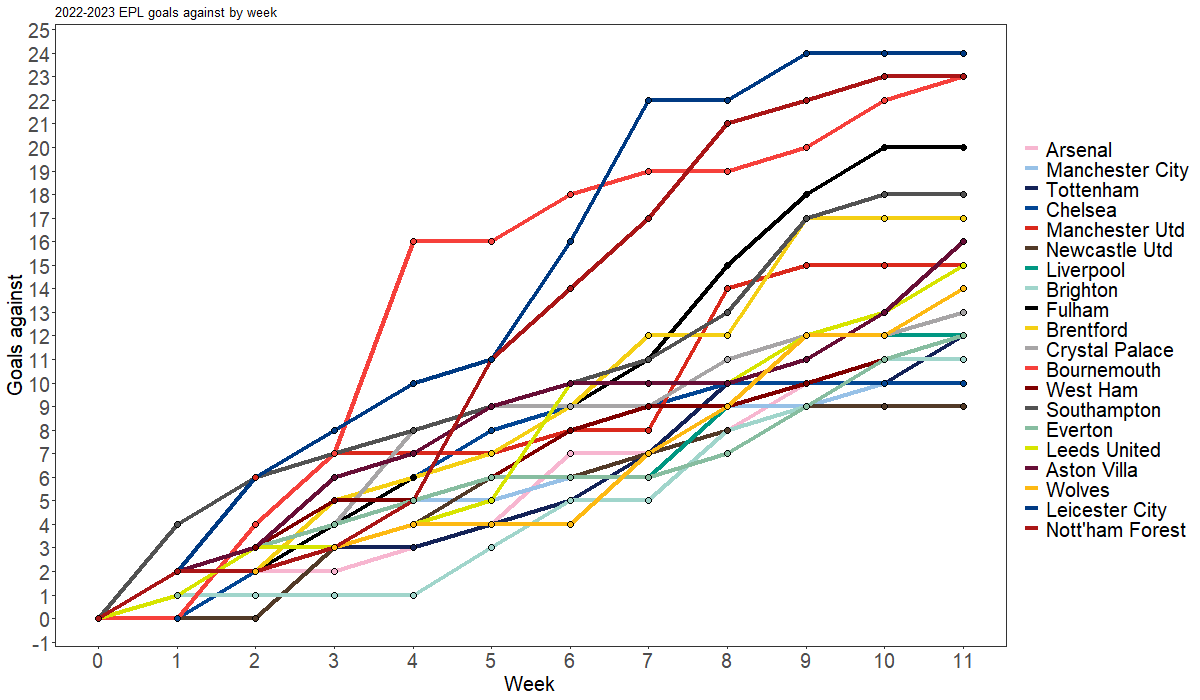 2022-2023 EPL goals against by week
25
24
23
22
21
20
19
18
17
16
15
14
13
12
11
10
9
8
7
6
5
4
3
2
1
0
-1
Goals against
0 1 2 3 4 5 6 7 8 9 10 11
Week
Arsenal
Manchester City
Tottenham
Chelsea
Manchester Utd
Newcastle Utd
Liverpool
Brighton
Fulham
Brentford
Crystal Palace
Bournemouth
West Ham
Southampton
Everton
Leeds United
Aston Villa
Wolves
Leicester City
Nott'ham Forest